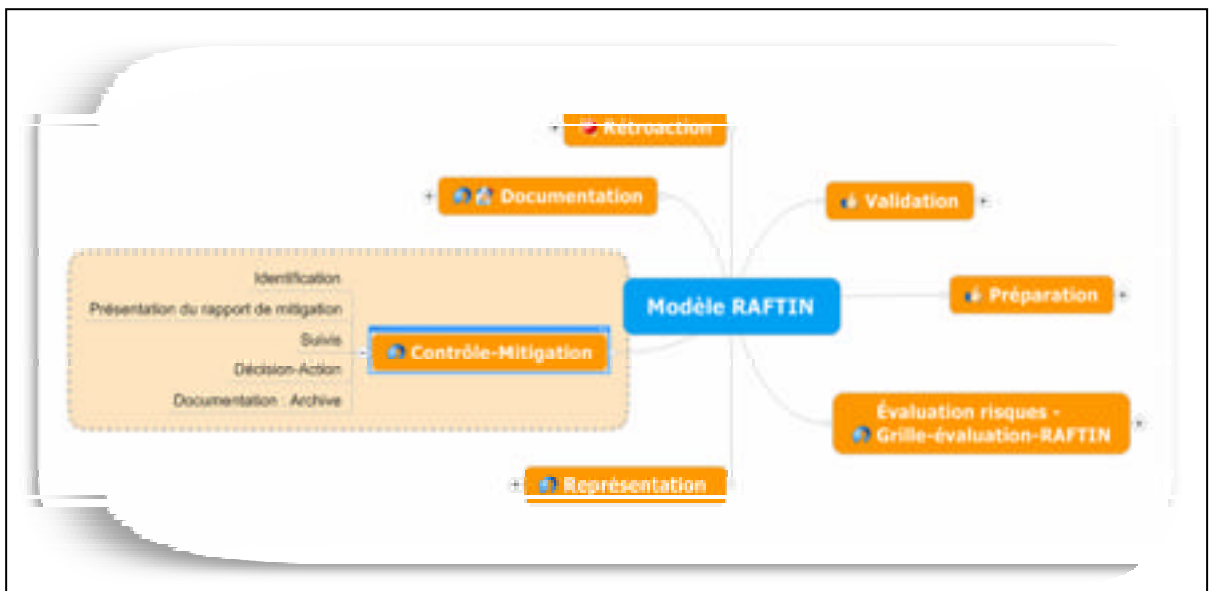 Rétroaction
Documentation
Validation
Identification
Présentation du rapport de mitigation
Suivis
Décision-Action
Documentation : Archive
Contrôle-Mitigation
Modèle RAFTIN
Préparation
Évaluation risques -
Grille-évaluation-RAFTIN
Représentation